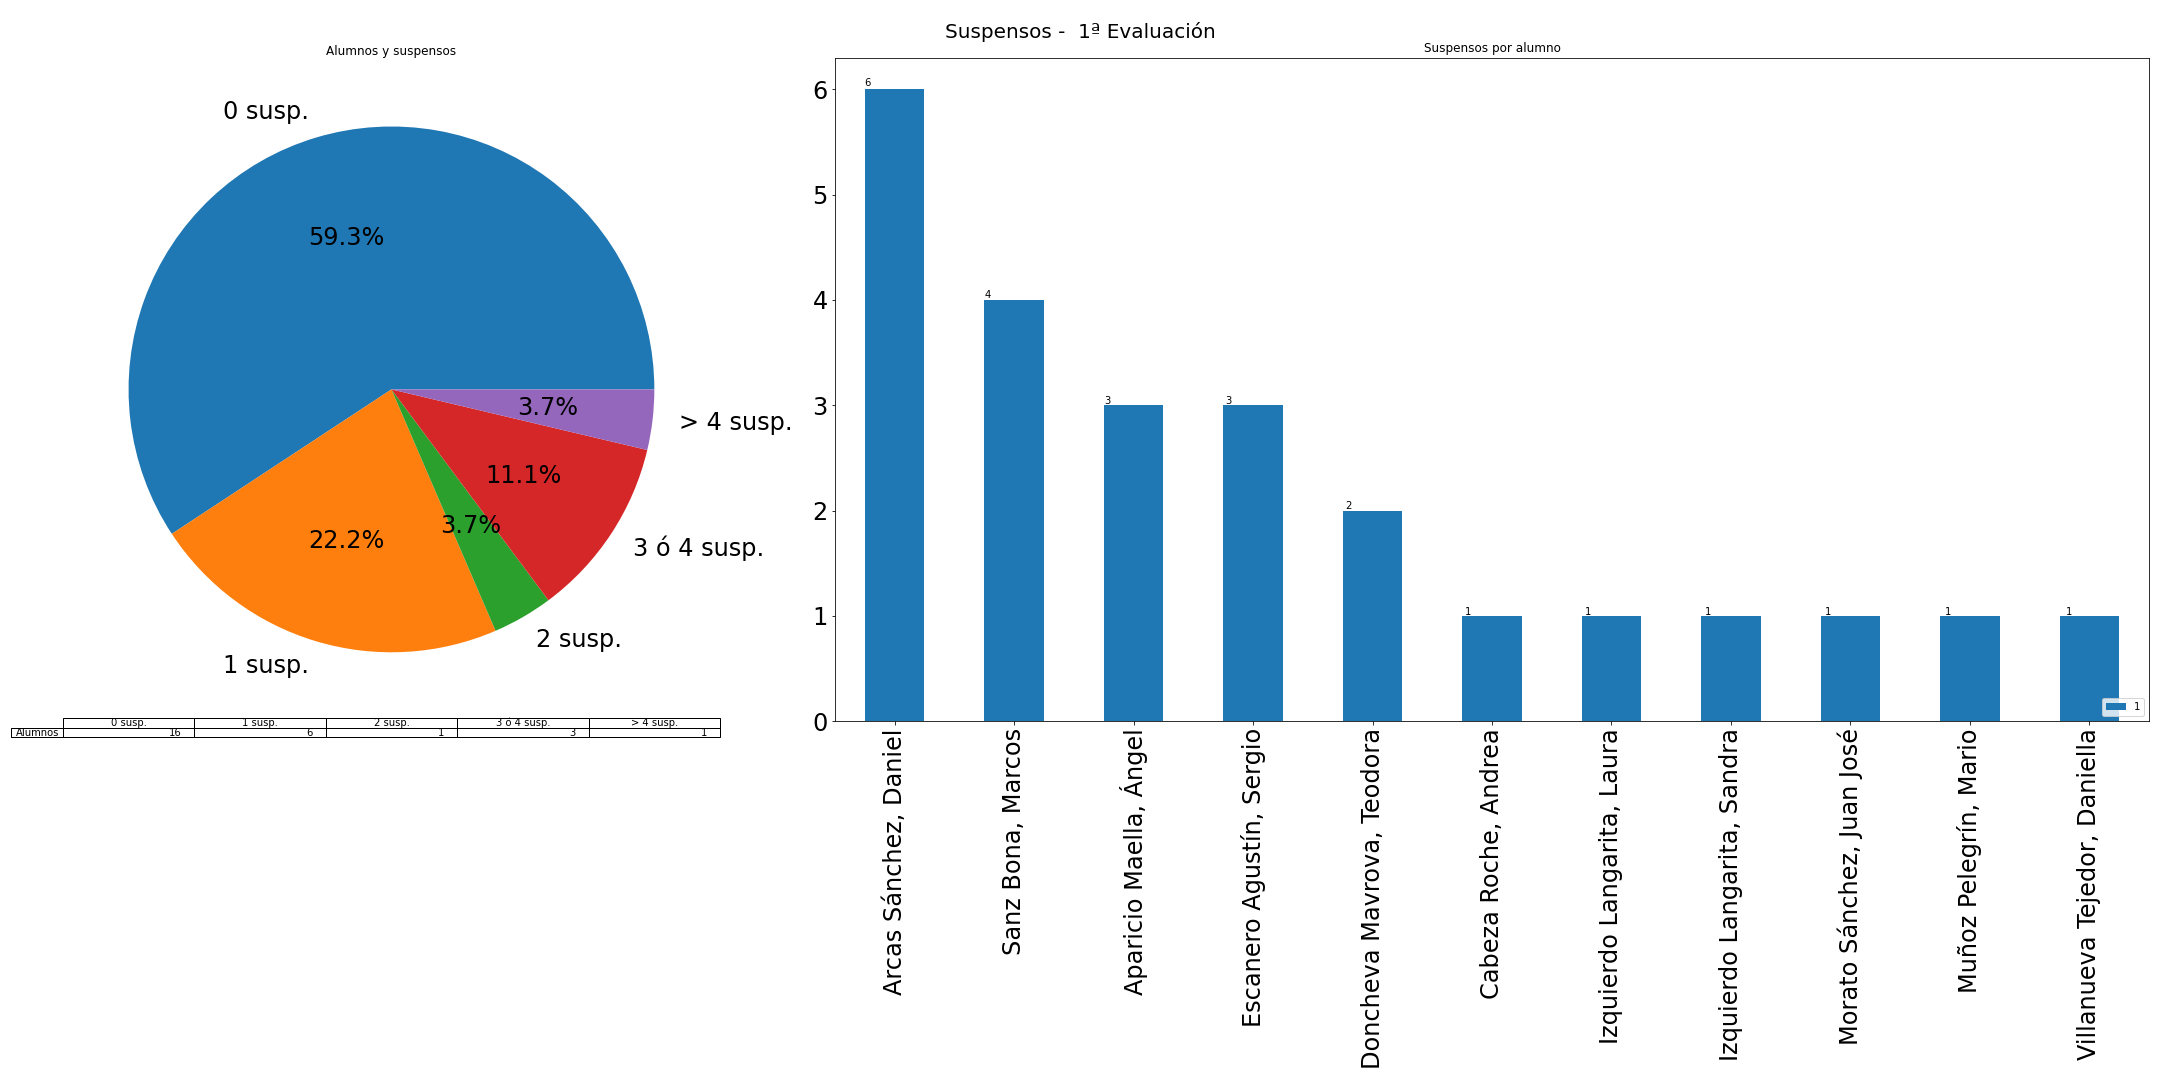 Suspensos -  1ª Evaluación
Alumnos y suspensos
0 susp.
59.3%
3.7%
> 4 susp.
11.1%
3.7%
22.2%
3 ó 4 susp.
2 susp.
1 susp.
0 susp. 1 susp. 2 susp. 3 ó 4 susp. > 4 susp.
Alumnos 16 6 1 3 1
Suspensos por alumno
6
5
4
3
2
1
0
6
4
3
3
2
1
1
1
1
1
1
1
Arcas Sánchez, Daniel
Sanz Bona, Marcos
Aparicio Maella, Ángel
Escanero Agustín, Sergio
Doncheva Mavrova, Teodora
Cabeza Roche, Andrea
Izquierdo Langarita, Laura
Izquierdo Langarita, Sandra
Morato Sánchez, Juan José
Muñoz Pelegrín, Mario
Villanueva Tejedor, Daniella